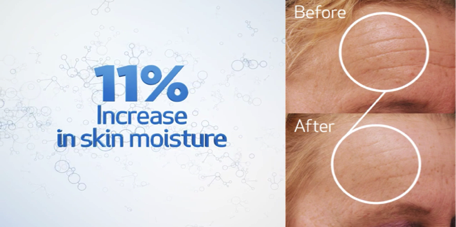 11%
Increase
in skin moisture
Before
After